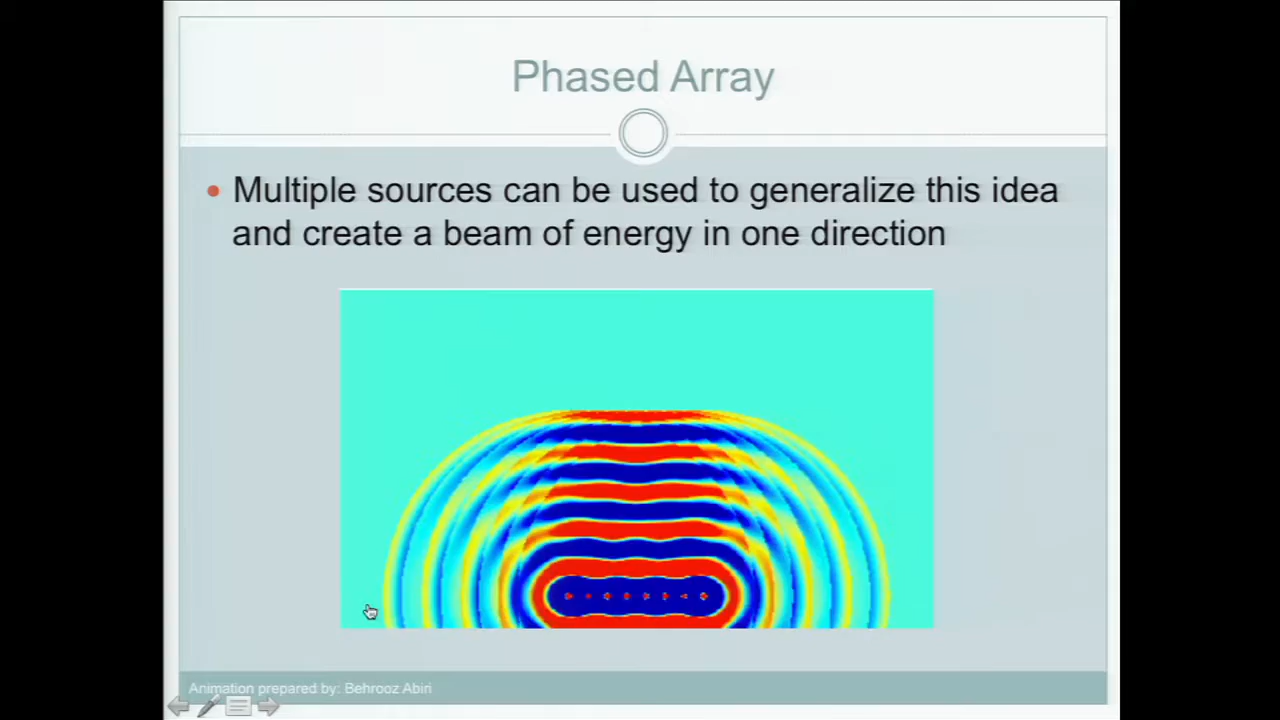 Phased Array
Multiple sources can be used to generalize this idea
and create a beam of energy in one direction
Animation prepared by: Behrooz Abiri